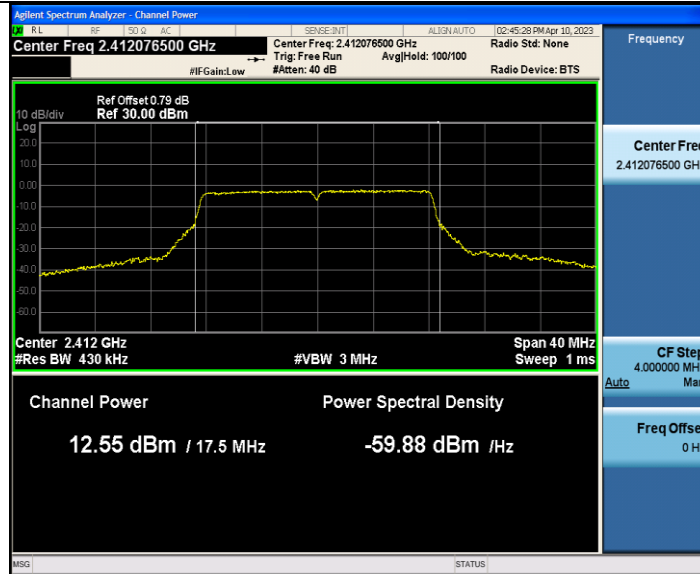 Agilent Spectrum Analyzer - Channel Power
RL RF 50 Ω AC SENSE:INT ALIGN AUTO 02:45:28 PM Apr 10, 2023
Center Freq 2.412076500 GHz
Center Freq: 2.412076500 GHz
Radio Std: None
Trig: Free Run Avg|Hold: 100/100
#IFGain:Low #Atten: 40 dB Radio Device: BTS
Ref Offset 0.79 dB
10 dB/div Ref 30.00 dBm
Log
20.0
10.0
0.00
-10.0
-20.0
-30.0
-40.0
-50.0
-60.0
Center 2.412 GHz Span 40 MHz
#Res BW 430 kHz #VBW 3 MHz Sweep 1 ms
Channel Power Power Spectral Density
12.55 dBm / 17.5 MHz -59.88 dBm /Hz
MSG STATUS
Frequency
Center Fre
2.412076500 GH
CF Step
4.000000 MH
Auto Ma
Freq Offse
0 H